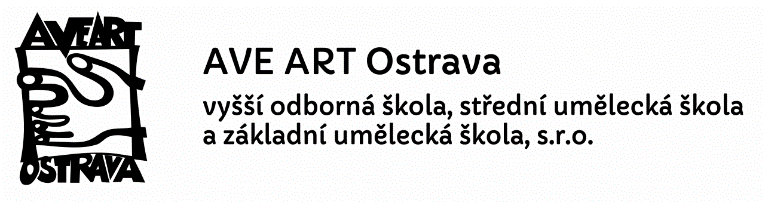 AVE ART
OSTRAVA
AVE ART Ostrava
vyšší odborná škola, střední umělecká škola
a základní umělecká škola, s.r.o.